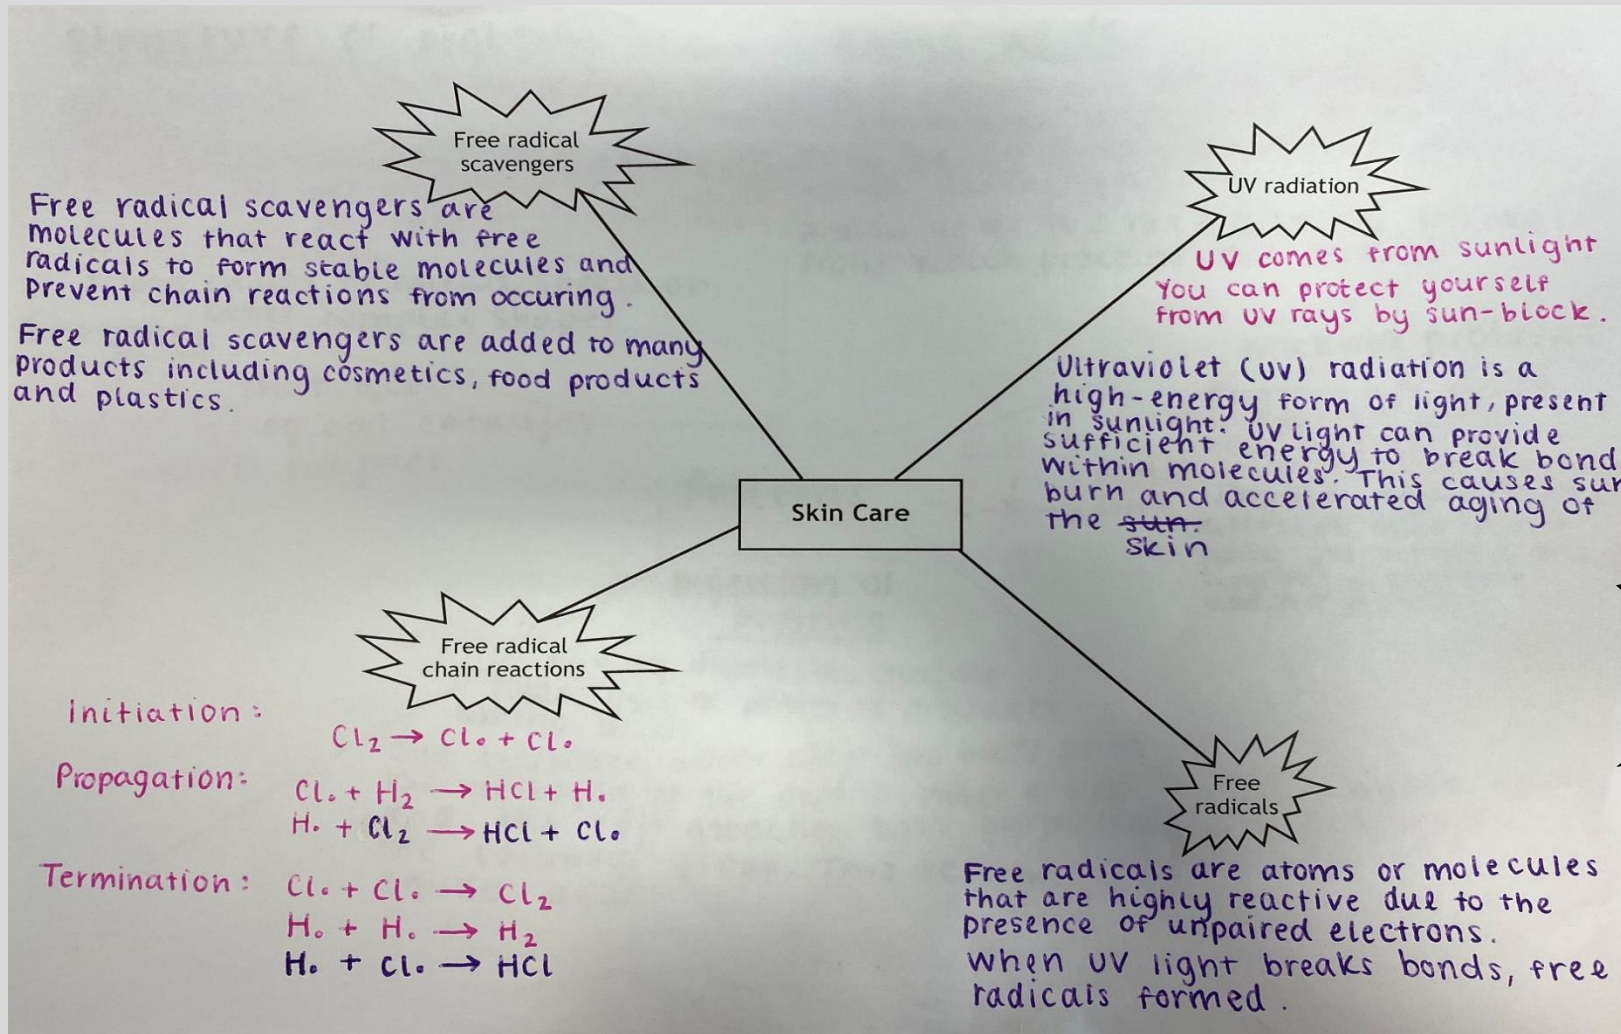 Free radical
scavengers
Free radical scavengers are
molecules that react with free
radicals to form stable molecules and
prevent chain reactions from occuring.
Free radical scavengers are added to many
products including cosmetics, food products
and plastics.
UV radiation
UV comes from sunlight
You can protect yourself
from UV rays by sun-block.
Ultraviolet (UV) radiation is a
high-energy form of light, present
in sunlight. UV light can provide
sufficient energy to break bond
within molecules. This causes sun
burn and accelerated aging of
the sun.
skin
Skin Care
Free radical
chain reactions
Initiation:
Cl₂ → Cl• + Cl•
Propagation:
Cl• + H₂ → HCl + H•
H• + Cl₂ → HCl + Cl•
Termination:
Cl• + Cl• → Cl₂
H• + H• → H₂
H• + Cl• → HCl
Free
radicals
Free radicals are atoms or molecules
that are highly reactive due to the
presence of unpaired electrons.
When UV light breaks bonds, free
radicals formed.